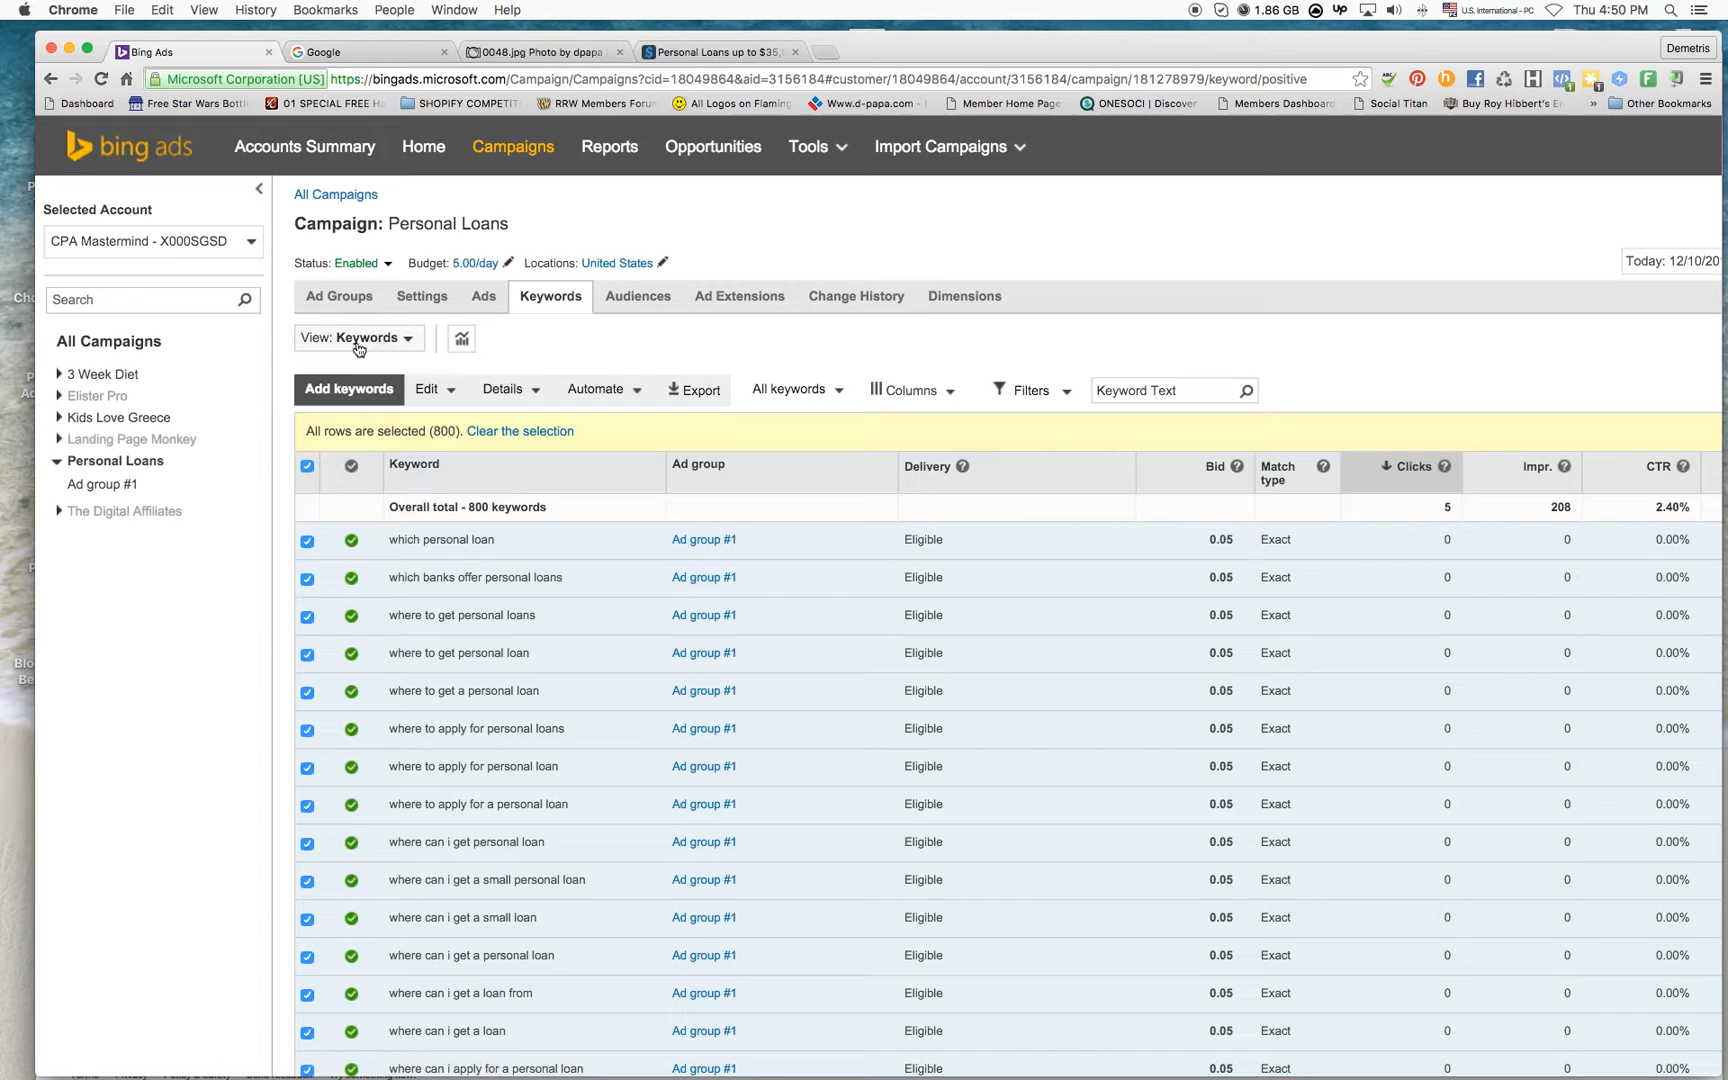 Chrome File Edit View History Bookmarks People Window Help 1.86 GB UP U.S. International - PC Thu 4:50 PM
Bing Ads Google 0048.jpg Photo by dpapa Personal Loans up to $35, Demetris
Microsoft Corporation [US] https://bingads.microsoft.com/Campaign/Campaigns?cid=18049864&aid=3156184#customer/18049864/account/3156184/campaign/181278979/keyword/positive
Dashboard Free Star Wars Bottl 01 SPECIAL FREE Ha SHOPIFY COMPETIT RRW Members Forum All Logos on Flaming Www.d-papa.com - Member Home Page ONESOCI | Discover Members Dashboard Social Titan Buy Roy Hibbert's En » Other Bookmarks
bing ads Accounts Summary Home Campaigns Reports Opportunities Tools Import Campaigns
All Campaigns
Selected Account
Campaign: Personal Loans
CPA Mastermind - X000SGSD
Status: Enabled Budget: 5.00/day Locations: United States Today: 12/10/20
Search
Ad Groups Settings Ads Keywords Audiences Ad Extensions Change History Dimensions
View: Keywords
All Campaigns
3 Week Diet
Elister Pro
Kids Love Greece
Landing Page Monkey
Personal Loans
Ad group #1
The Digital Affiliates
Add keywords Edit Details Automate Export All keywords Columns Filters Keyword Text
All rows are selected (800). Clear the selection
Keyword Ad group Delivery Bid Match type Clicks Impr. CTR
Overall total - 800 keywords 5 208 2.40%
which personal loan Ad group #1 Eligible 0.05 Exact 0 0 0.00%
which banks offer personal loans Ad group #1 Eligible 0.05 Exact 0 0 0.00%
where to get personal loans Ad group #1 Eligible 0.05 Exact 0 0 0.00%
where to get personal loan Ad group #1 Eligible 0.05 Exact 0 0 0.00%
where to get a personal loan Ad group #1 Eligible 0.05 Exact 0 0 0.00%
where to apply for personal loans Ad group #1 Eligible 0.05 Exact 0 0 0.00%
where to apply for personal loan Ad group #1 Eligible 0.05 Exact 0 0 0.00%
where to apply for a personal loan Ad group #1 Eligible 0.05 Exact 0 0 0.00%
where can i get personal loan Ad group #1 Eligible 0.05 Exact 0 0 0.00%
where can i get a small personal loan Ad group #1 Eligible 0.05 Exact 0 0 0.00%
where can i get a small loan Ad group #1 Eligible 0.05 Exact 0 0 0.00%
where can i get a personal loan Ad group #1 Eligible 0.05 Exact 0 0 0.00%
where can i get a loan from Ad group #1 Eligible 0.05 Exact 0 0 0.00%
where can i get a loan Ad group #1 Eligible 0.05 Exact 0 0 0.00%
where can i apply for a personal loan Ad group #1 Eligible 0.05 Exact 0 0 0.00%